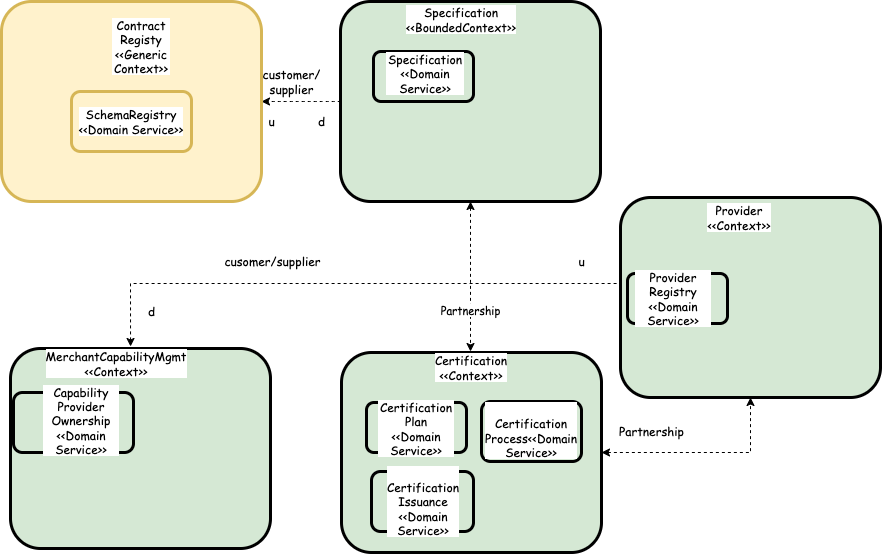 Contract
Registy
<<Generic
Context>>
SchemaRegistry
<<Domain Service>>
customer/
supplier
u
d
Specification
<<BoundedContext>>
Specification
<<Domain
Service>>
Provider
<<Context>>
Provider
Registry
<<Domain
Service>>
cusomer/supplier
u
d
Partnership
MerchantCapabilityMgmt
<<Context>>
Capability
Provider
Ownership
<<Domain
Service>>
Certification
<<Context>>
Certification
Plan
<<Domain
Service>>
Certification
Process<<Domain
Service>>
Certification
Issuance
<<Domain
Service>>
Partnership